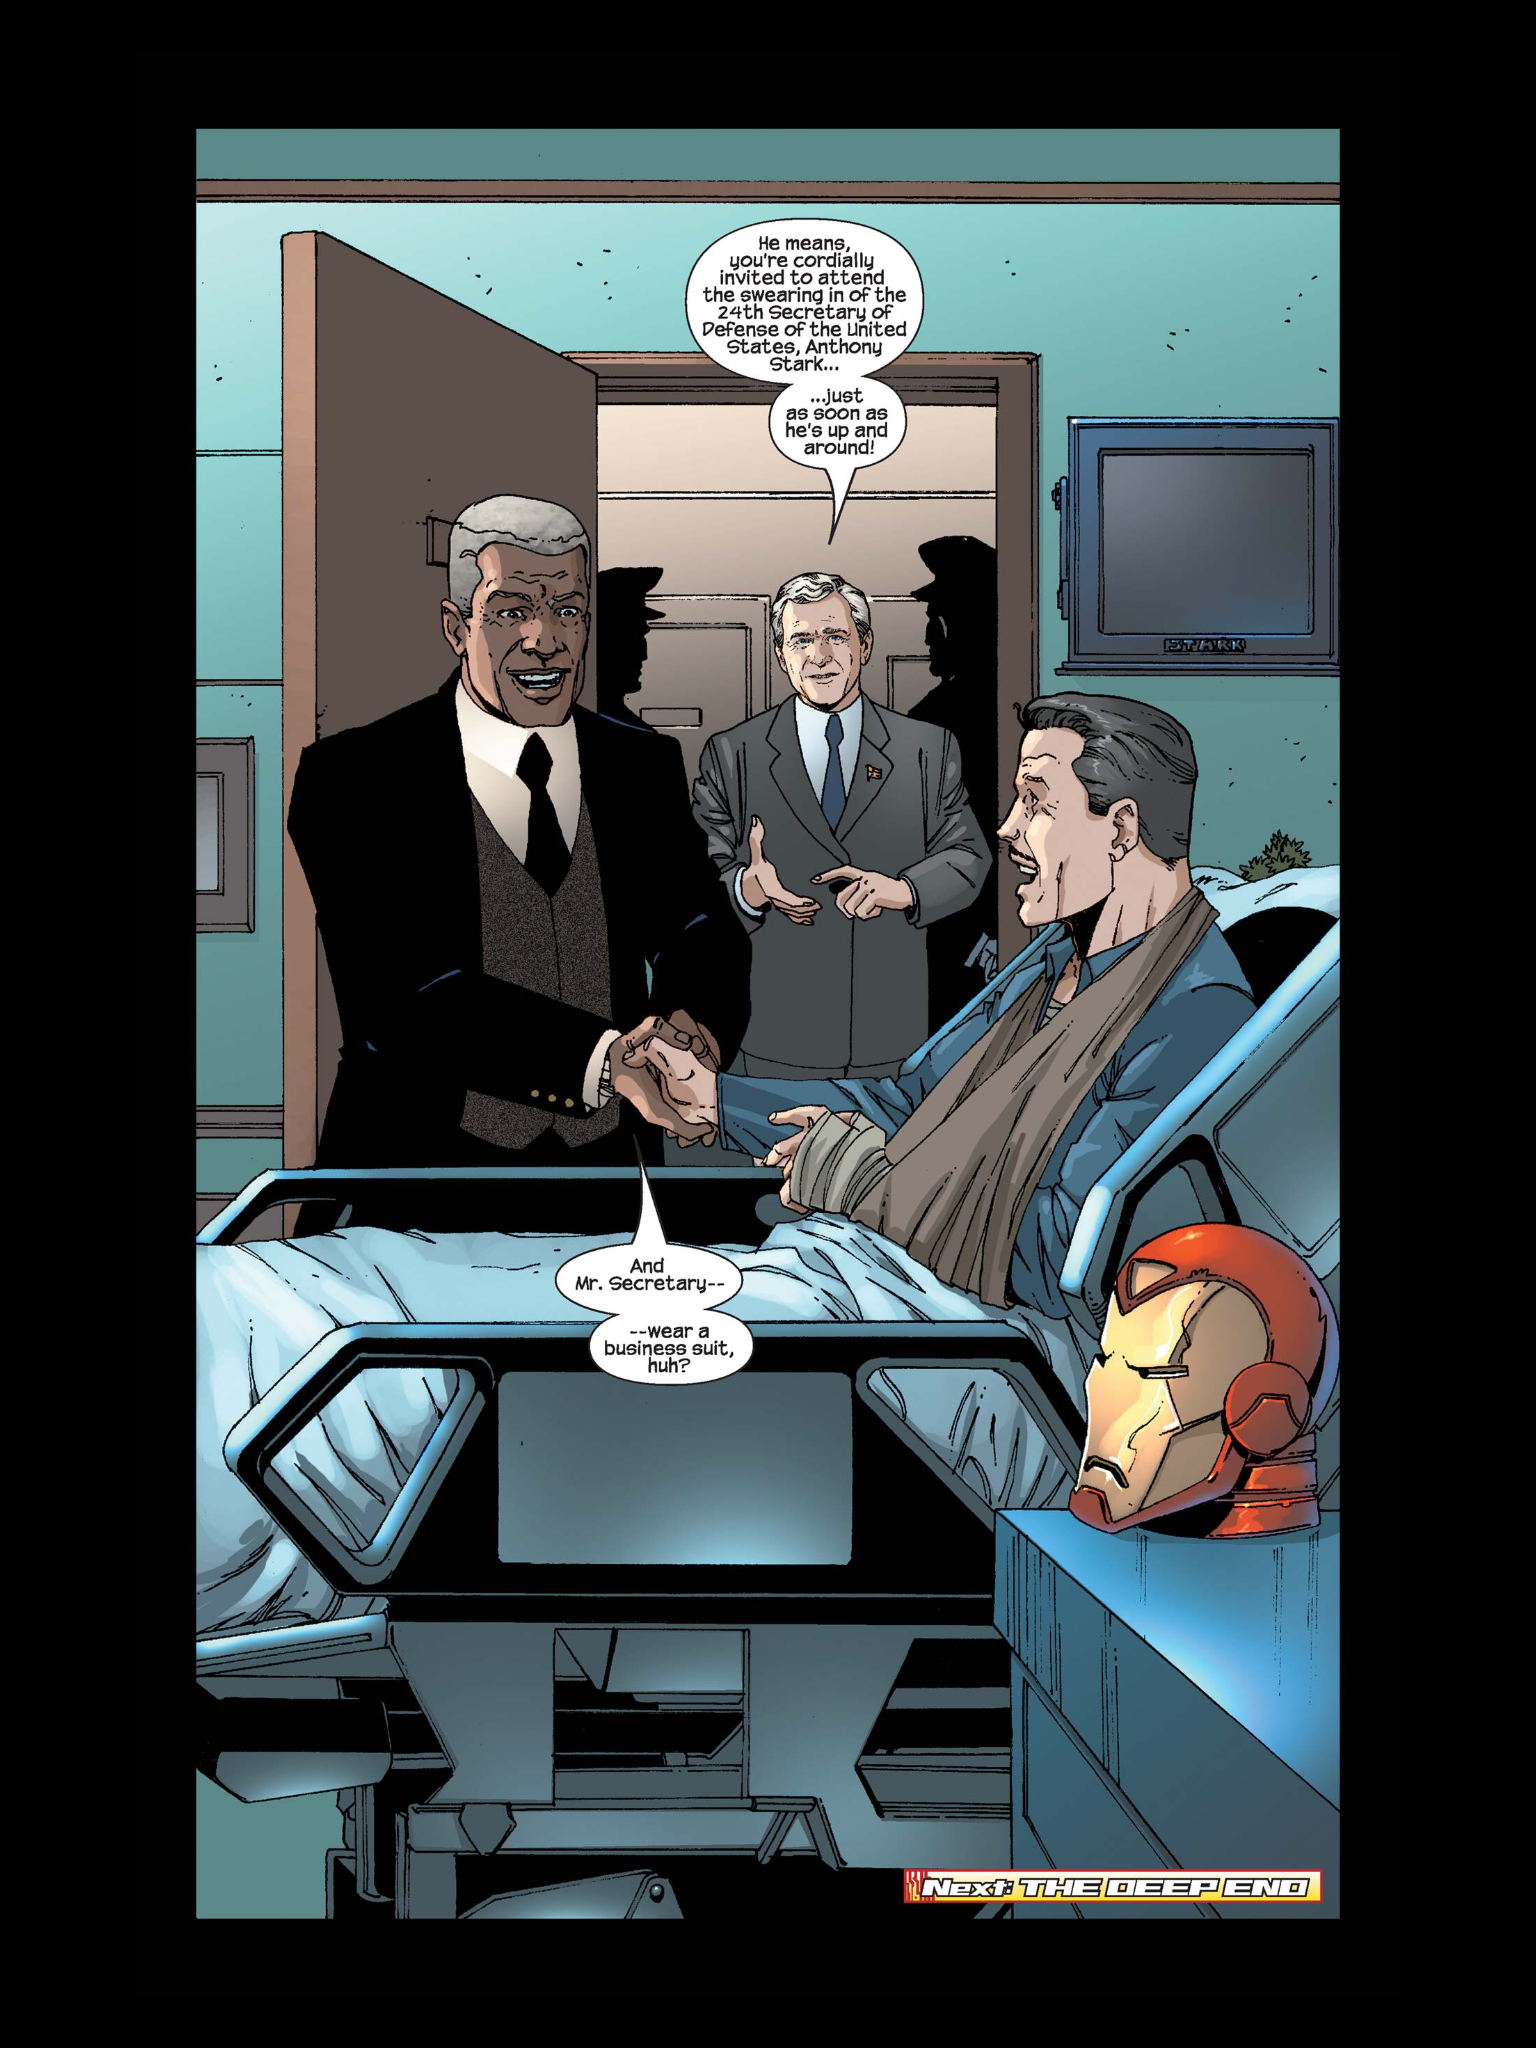 He means,
you're cordially
invited to attend
the swearing in of the
24th Secretary of
Defense of the United
States, Anthony
Stark...
...just
as soon as
he's up and
around!
STARK
And
Mr. Secretary--
--wear a
business suit,
huh?
Next: THE DEEP END